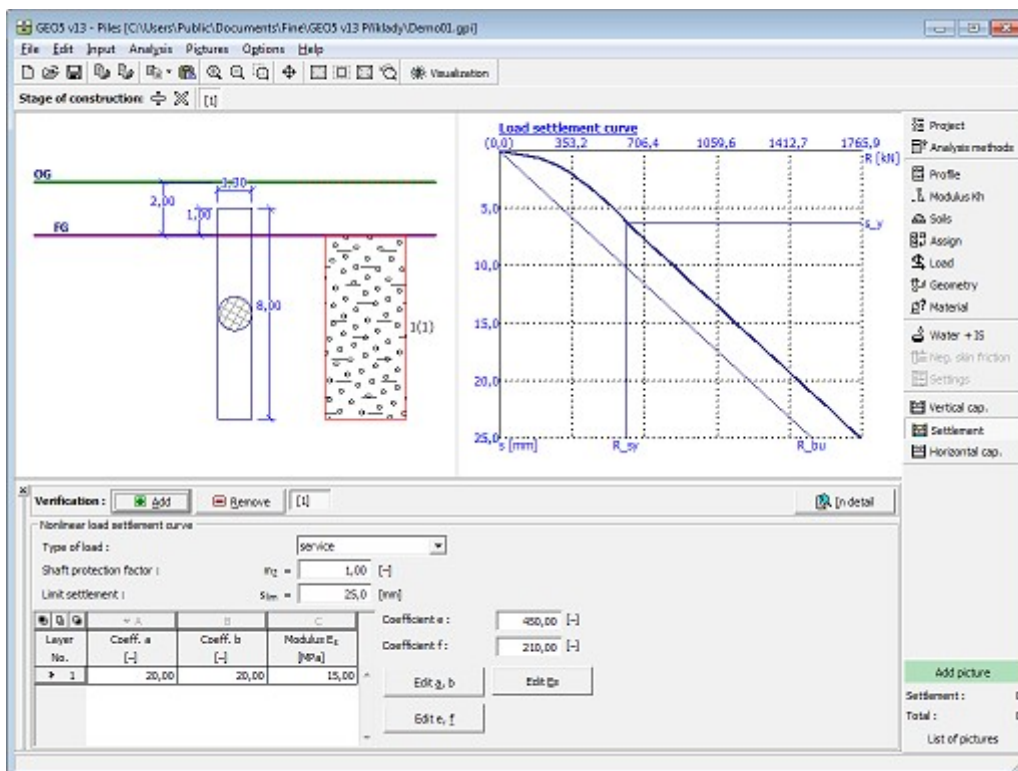 GEO5 v13 - Piles [C:\Users\Public\Documents\Fine\GEO5 v13 Příklady\Demo01.gpi]
File Edit Input Analysis Pictures Options Help
Visualization
Stage of construction: [1]
OG
2,00
1,00
FG
8,00
1(1)
Load settlement curve
(0,0) 353,2 706,4 1059,6 1412,7 1765,9
R [kN]
5,0
s_y
10,0
15,0
20,0
25,0
s [mm] R_sy R_bu
Project
Analysis methods
Profile
Modulus Kh
Soils
Assign
Load
Geometry
Material
Water + IS
Neg. skin friction
Settings
Vertical cap.
Settlement
Horizontal cap.
Verification : Add Remove [1] In detail
Nonlinear load settlement curve
Type of load : service
Shaft protection factor : m2 = 1,00 [-]
Limit settlement : slim = 25,0 [mm]
A B C
Layer No. Coeff. a [-] Coeff. b [-] Modulus Es [MPa]
1 20,00 20,00 15,00
Coefficient e : 450,00 [-]
Coefficient f : 210,00 [-]
Edit a, b Edit Es
Edit e, f
Add picture
Settlement :
Total :
List of pictures